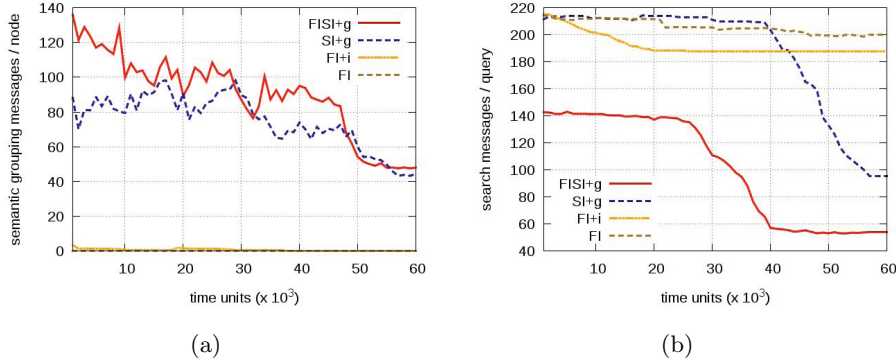 semantic grouping messages / node
140
120
100
80
60
40
20
0
10 20 30 40 50 60
time units (x 10³)
FISI+g
SI+g
FI+i
FI
(a)
search messages / query
220
200
180
160
140
120
100
80
60
40
10 20 30 40 50 60
time units (x 10³)
FISI+g
SI+g
FI+i
FI
(b)